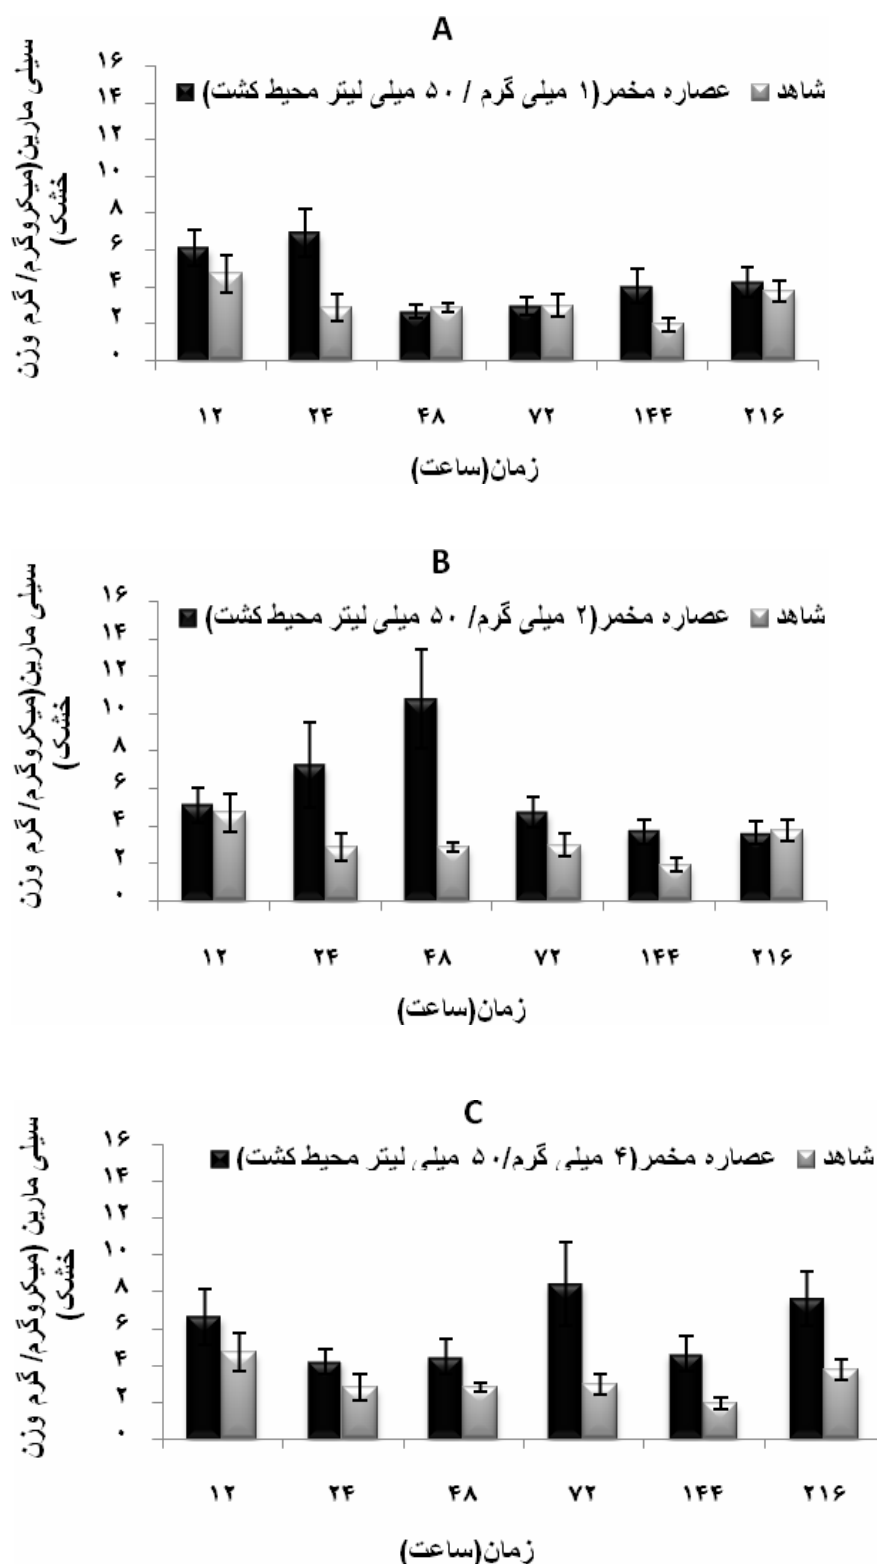 A
سیلی مارین(میکروگرم/ گرم وزن
خشک)
۱۶
۱۴
۱۲
۱۰
۸
۶
۴
۲
۰
عصاره مخمر(۱ میلی گرم / ۵۰ میلی لیتر محیط کشت) شاهد
۱۲ ۲۴ ۴۸ ۷۲ ۱۴۴ ۲۱۶
زمان(ساعت)
B
سیلی مارین(میکروگرم/ گرم وزن
خشک)
۱۶
۱۴
۱۲
۱۰
۸
۶
۴
۲
۰
عصاره مخمر(۲ میلی گرم/ ۵۰ میلی لیتر محیط کشت) شاهد
۱۲ ۲۴ ۴۸ ۷۲ ۱۴۴ ۲۱۶
زمان(ساعت)
C
سیلی مارین (میکروگرم/ گرم وزن
خشک)
۱۶
۱۴
۱۲
۱۰
۸
۶
۴
۲
۰
عصاره مخمر(۴ میلی گرم/۵۰ میلی لیتر محیط کشت) شاهد
۱۲ ۲۴ ۴۸ ۷۲ ۱۴۴ ۲۱۶
زمان(ساعت)